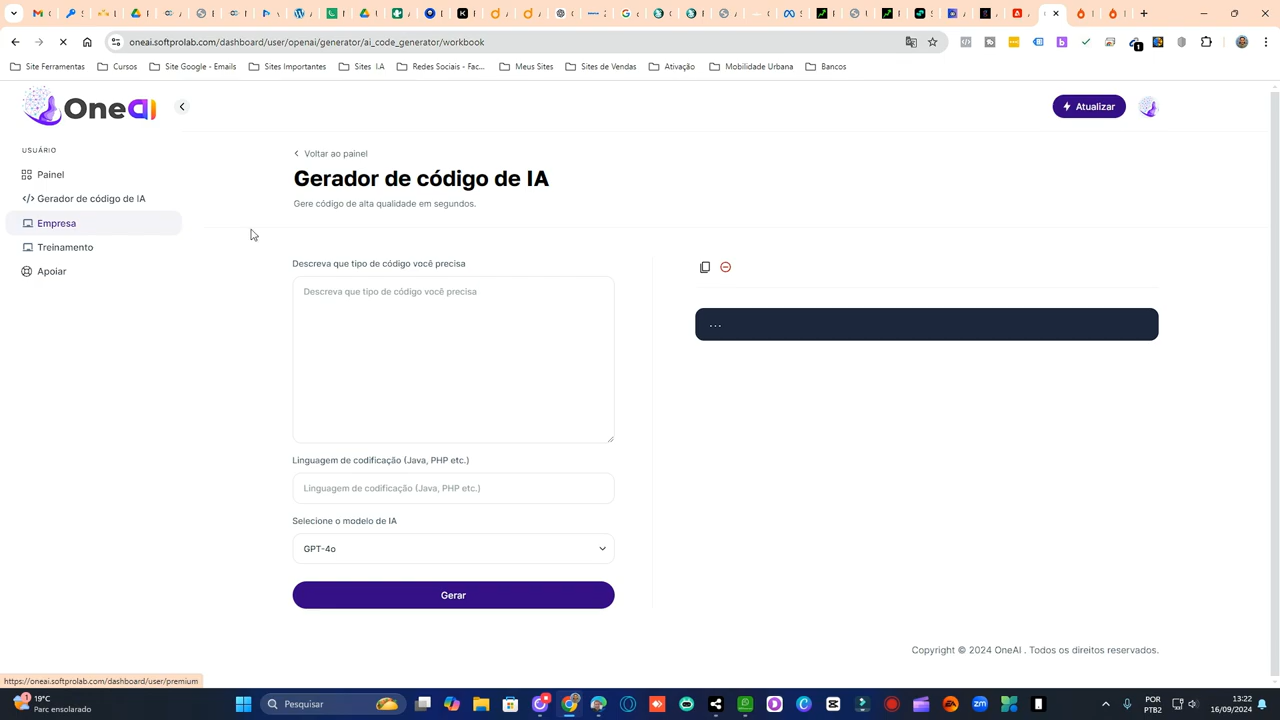 oneai.softprolab.com/dashboard/user/openai/generator/ai_code_generator/workbook
Site Ferramentas
Cursos
Site Google - Emails
Sites Importantes
Sites I.A
Redes Sociais - Fac...
Meus Sites
Sites de Vendas
Ativação
Mobilidade Urbana
Bancos
OneAI
Atualizar
USUÁRIO
Painel
Gerador de código de IA
Empresa
Treinamento
Apoiar
Voltar ao painel
Gerador de código de IA
Gere código de alta qualidade em segundos.
Descreva que tipo de código você precisa
Descreva que tipo de código você precisa
Linguagem de codificação (Java, PHP etc.)
Linguagem de codificação (Java, PHP etc.)
Selecione o modelo de IA
GPT-4o
Gerar
...
Copyright © 2024 OneAI . Todos os direitos reservados.
https://oneai.softprolab.com/dashboard/user/premium
19°C
Parc ensolarado
Pesquisar
POR
PTB2
13:22
16/09/2024